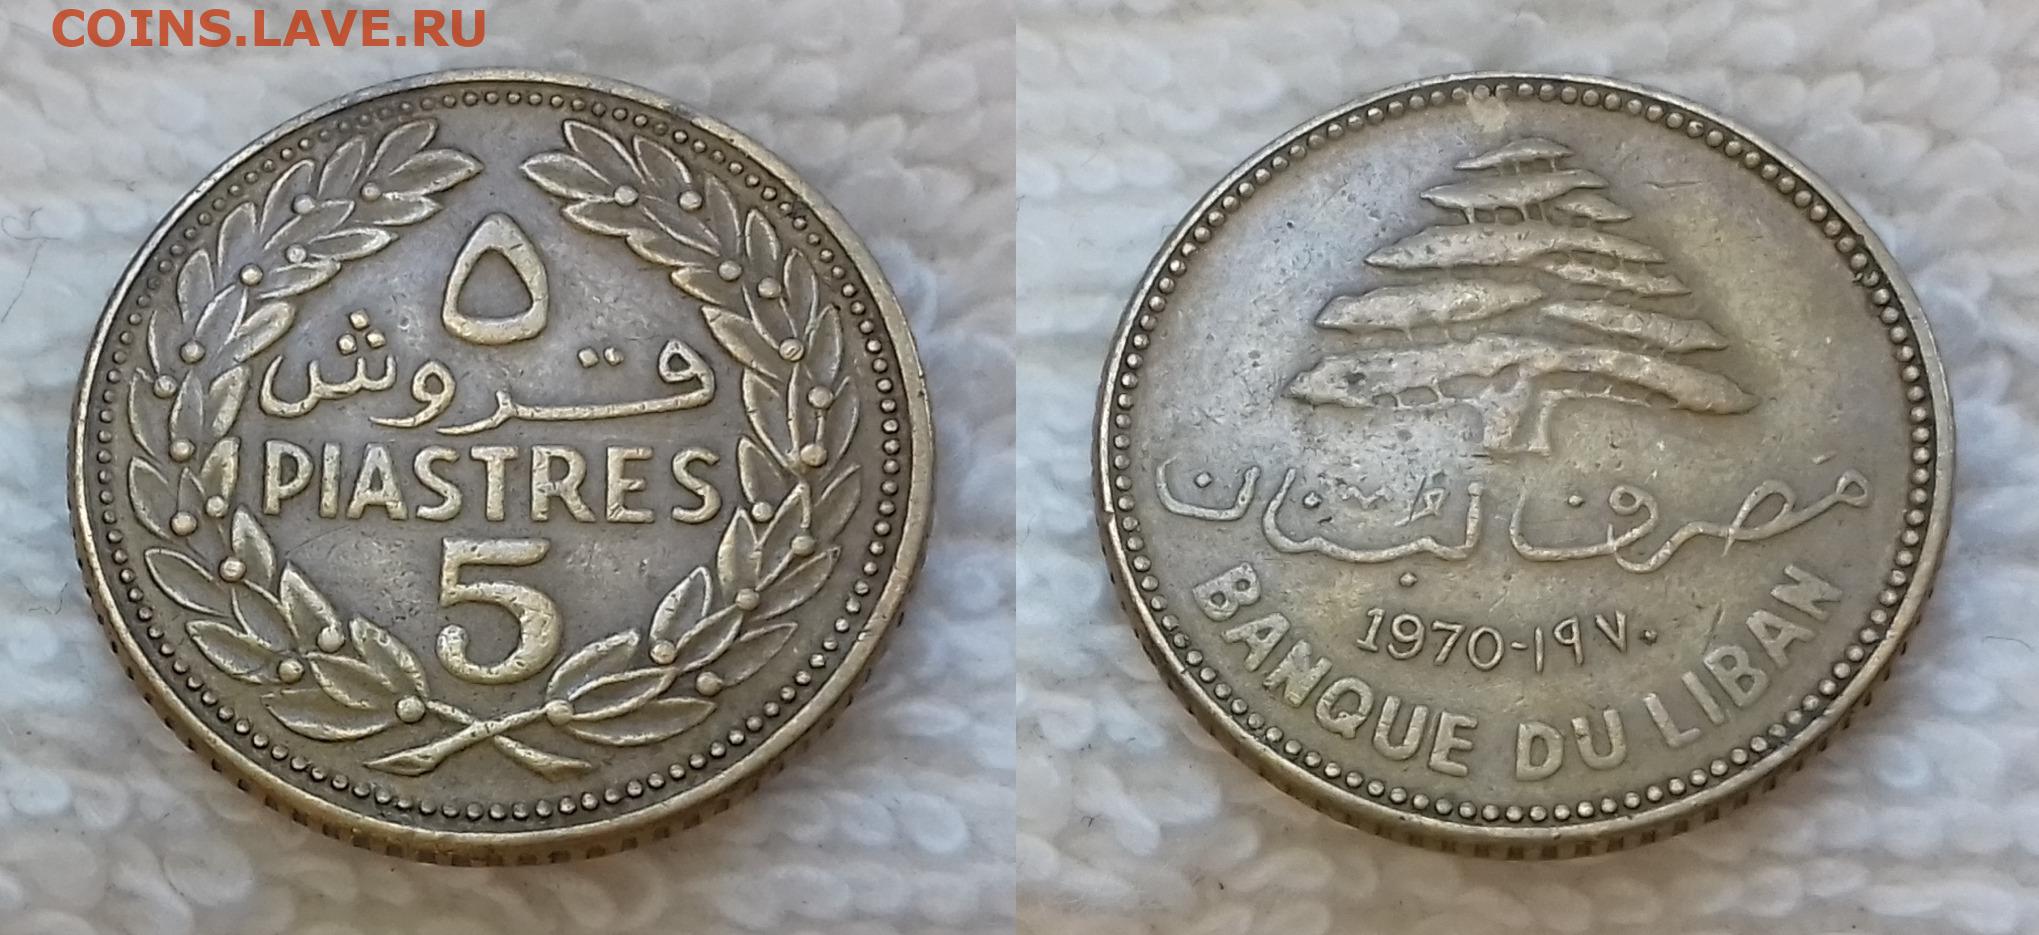 COINS.LAVE.RU
٥
قروش
PIASTRES
5
مصرف لبنان
1970-١٩٧٠
BANQUE DU LIBAN